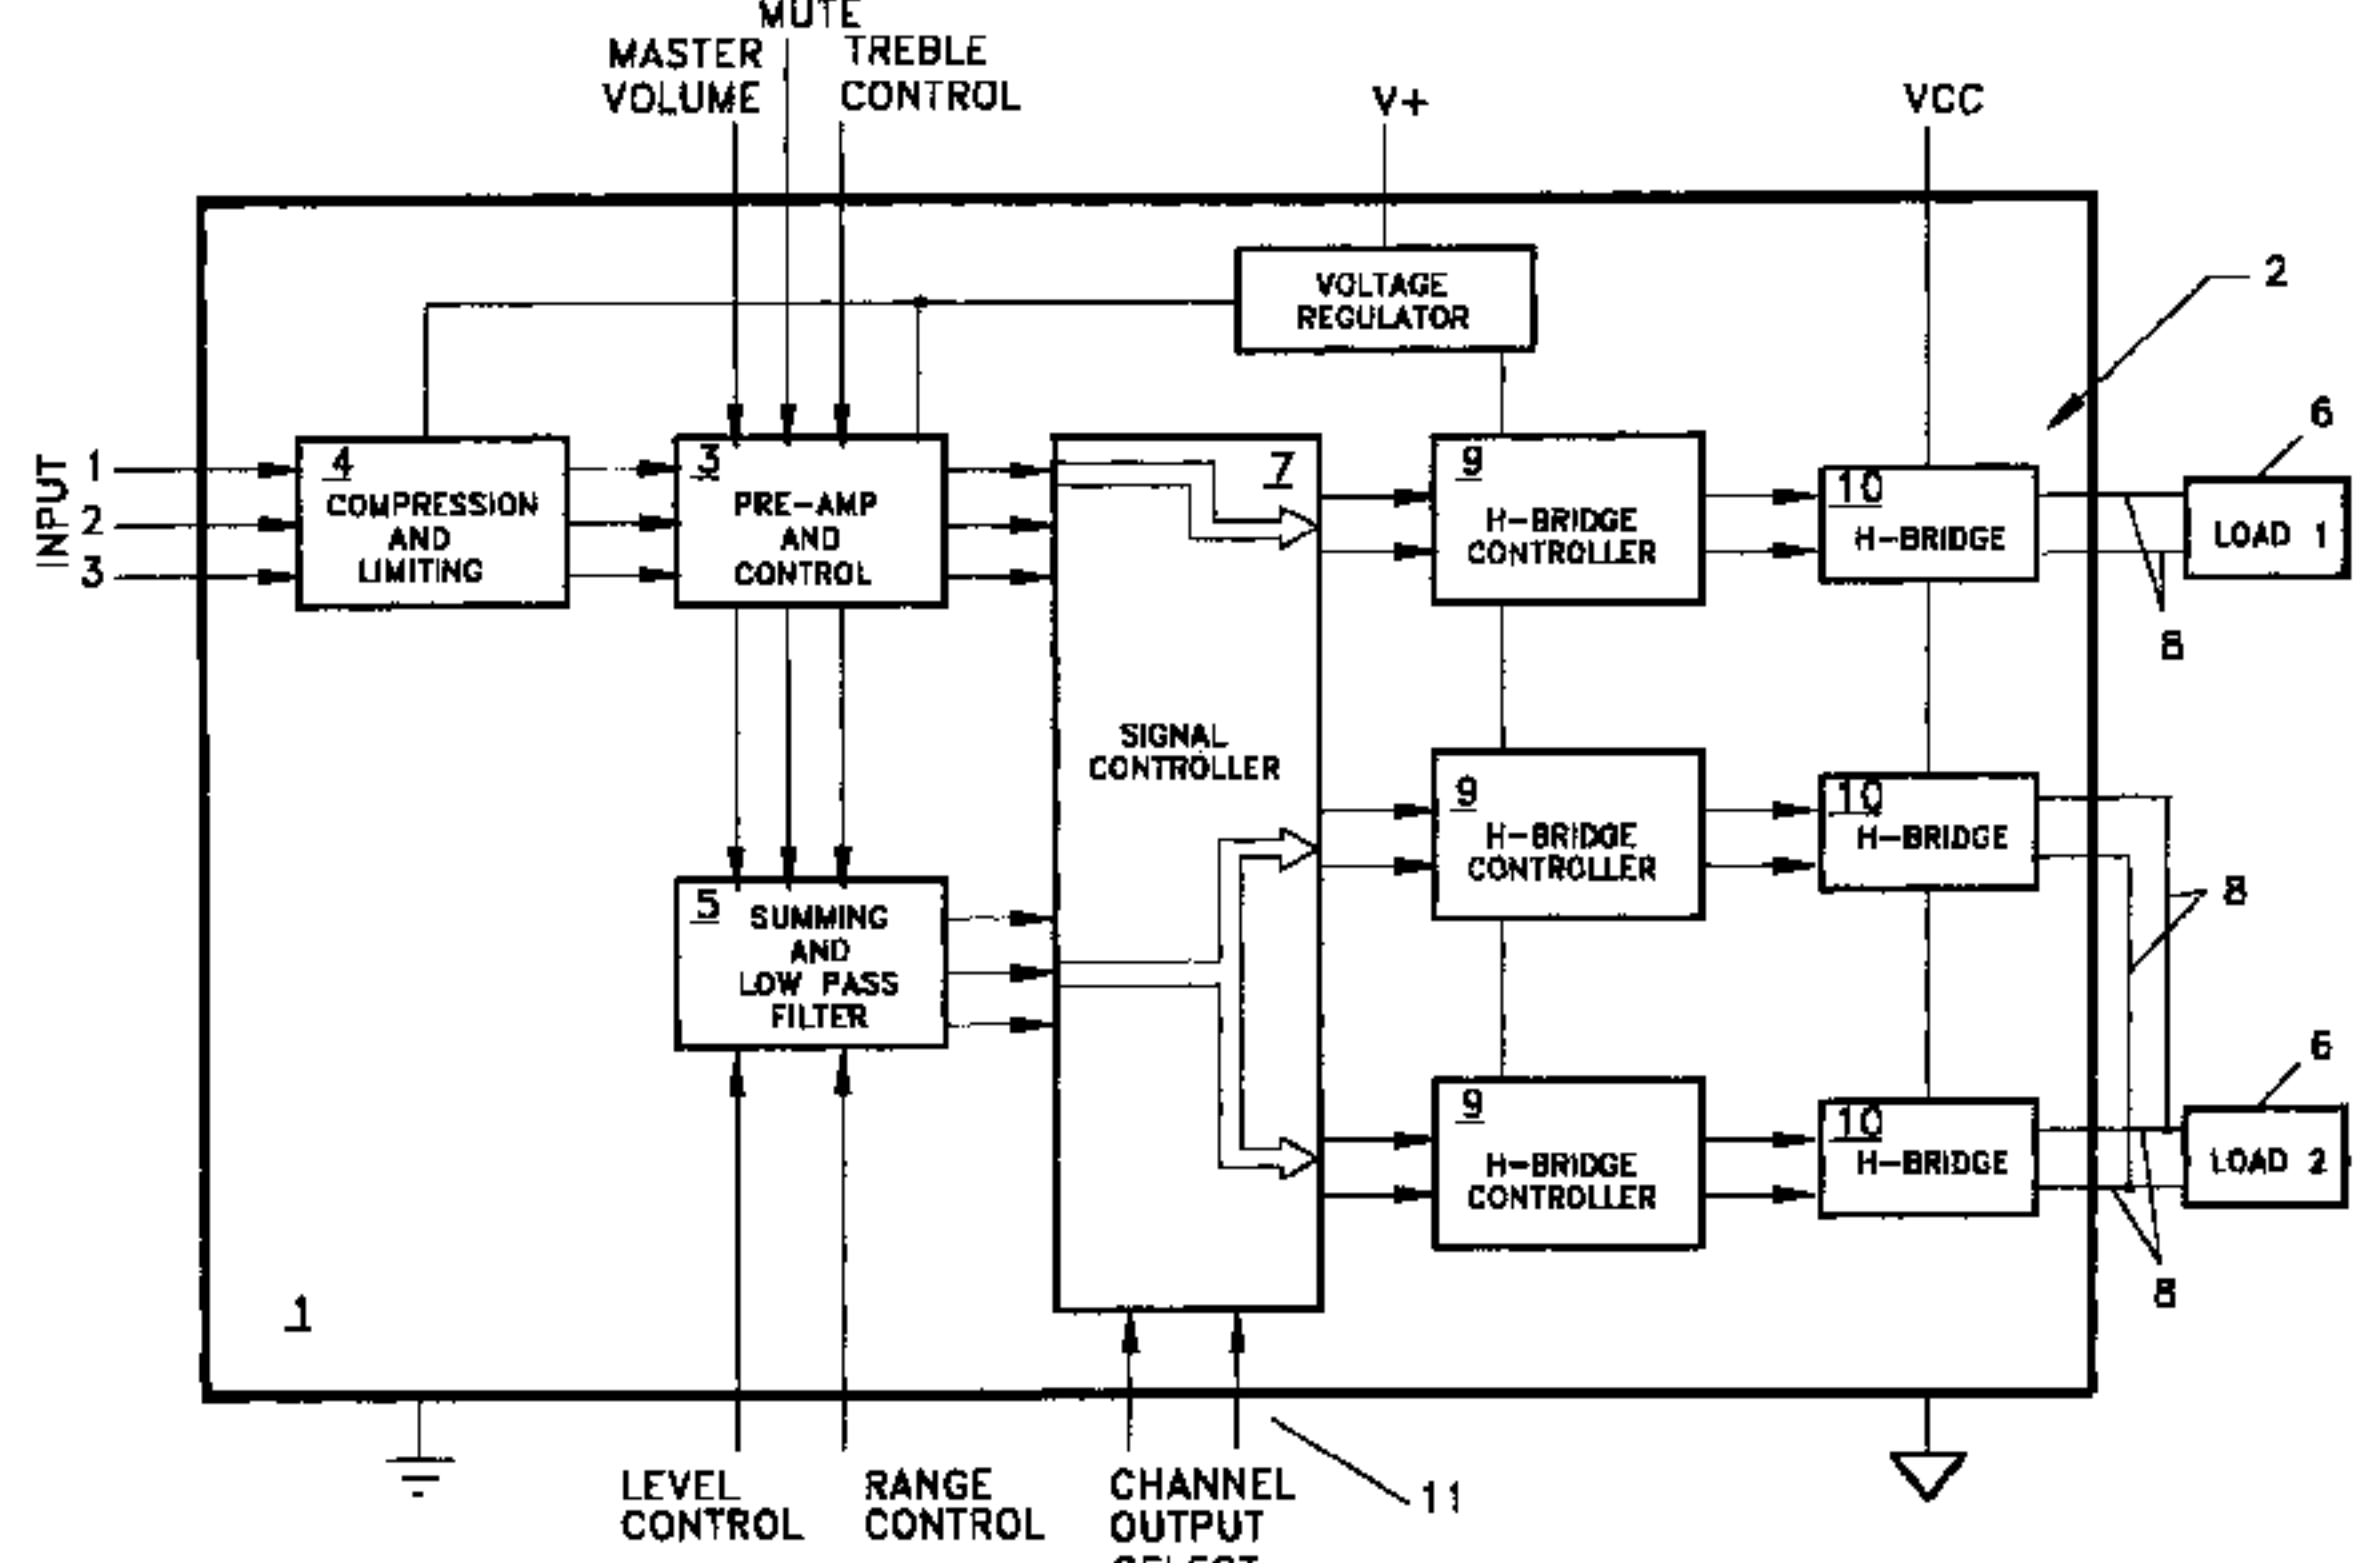 MUTE
MASTER
VOLUME
TREBLE
CONTROL
V+
VCC
VOLTAGE
REGULATOR
2
6
INPUT
1
2
3
4
COMPRESSION
AND
LIMITING
3
PRE-AMP
AND
CONTROL
7
SIGNAL
CONTROLLER
9
H-BRIDGE
CONTROLLER
10
H-BRIDGE
LOAD 1
8
9
H-BRIDGE
CONTROLLER
10
H-BRIDGE
8
5
SUMMING
AND
LOW PASS
FILTER
9
H-BRIDGE
CONTROLLER
10
H-BRIDGE
6
LOAD 2
8
1
LEVEL
CONTROL
RANGE
CONTROL
CHANNEL
OUTPUT
SELECT
11